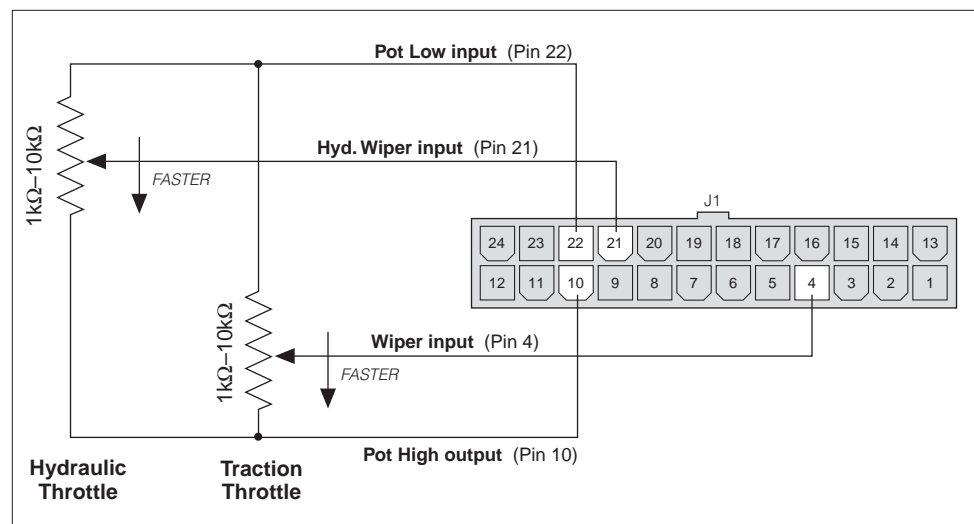 Pot Low input (Pin 22)
1kΩ–10kΩ
Hyd. Wiper input (Pin 21)
FASTER
J1
24 23 22 21 20 19 18 17 16 15 14 13
12 11 10 9 8 7 6 5 4 3 2 1
1kΩ–10kΩ
Wiper input (Pin 4)
FASTER
Pot High output (Pin 10)
Hydraulic
Throttle
Traction
Throttle